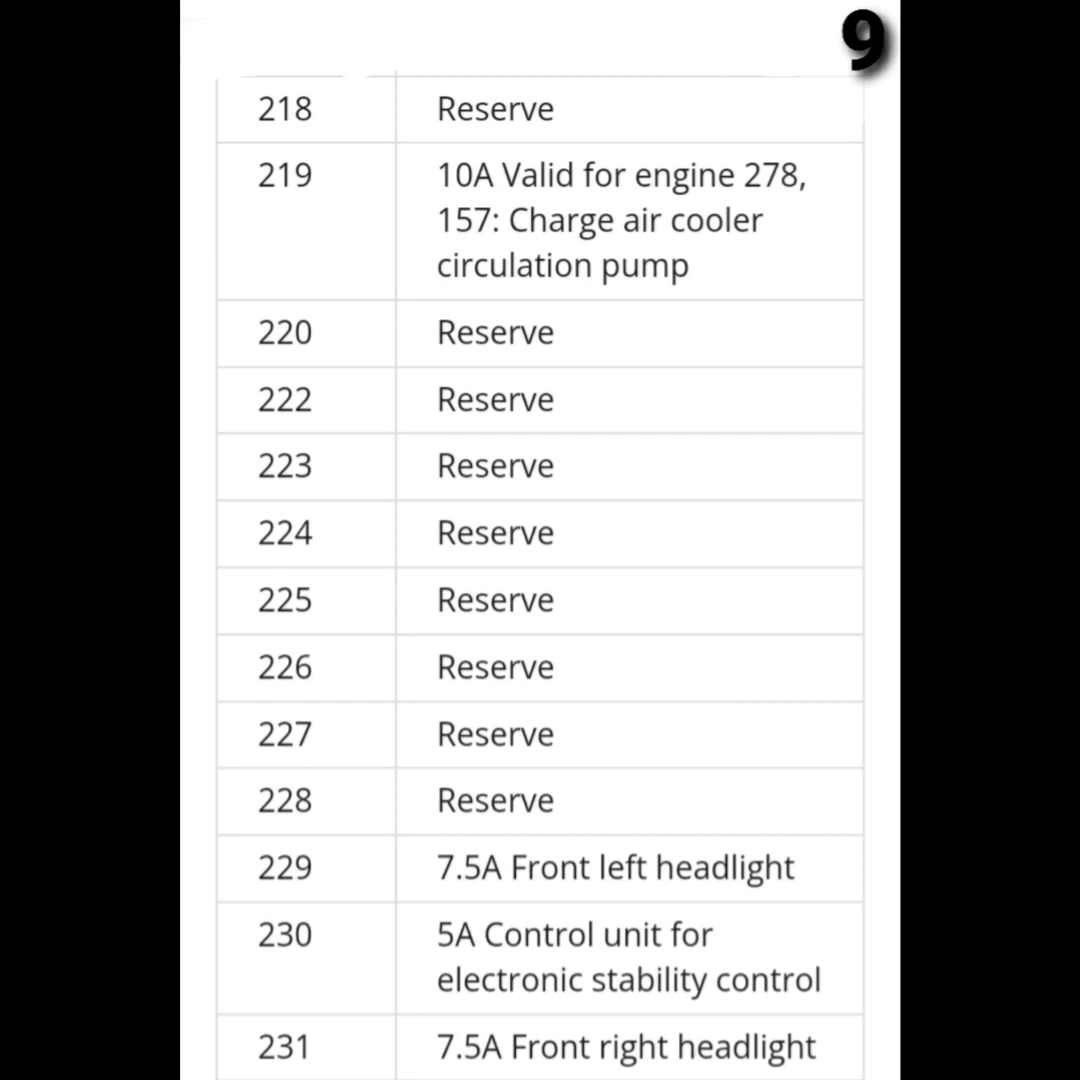 9
218 Reserve
219 10A Valid for engine 278,
157: Charge air cooler
circulation pump
220 Reserve
222 Reserve
223 Reserve
224 Reserve
225 Reserve
226 Reserve
227 Reserve
228 Reserve
229 7.5A Front left headlight
230 5A Control unit for
electronic stability control
231 7.5A Front right headlight